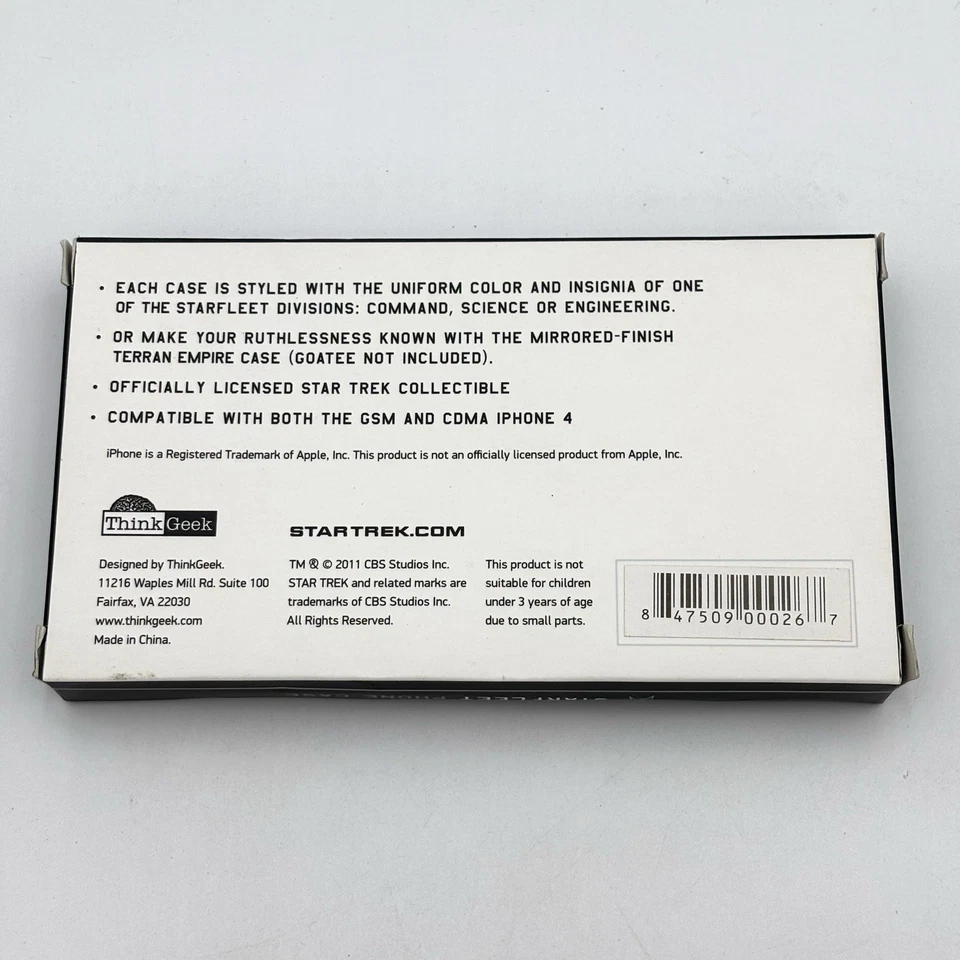 • EACH CASE IS STYLED WITH THE UNIFORM COLOR AND INSIGNIA OF ONE
OF THE STARFLEET DIVISIONS: COMMAND, SCIENCE OR ENGINEERING.
• OR MAKE YOUR RUTHLESSNESS KNOWN WITH THE MIRRORED-FINISH
TERRAN EMPIRE CASE (GOATEE NOT INCLUDED).
• OFFICIALLY LICENSED STAR TREK COLLECTIBLE
• COMPATIBLE WITH BOTH THE GSM AND CDMA IPHONE 4
iPhone is a Registered Trademark of Apple, Inc. This product is not an officially licensed product from Apple, Inc.
ThinkGeek
Designed by ThinkGeek.
11216 Waples Mill Rd. Suite 100
Fairfax, VA 22030
www.thinkgeek.com
Made in China.
STARTREK.COM
TM ® © 2011 CBS Studios Inc.
STAR TREK and related marks are
trademarks of CBS Studios Inc.
All Rights Reserved.
This product is not
suitable for children
under 3 years of age
due to small parts.
8 47509 00026 7
STARFLEET PHONE CASE